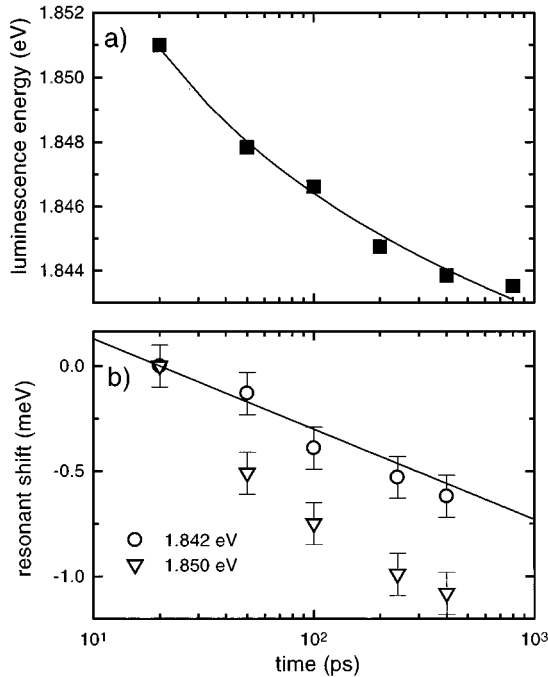 a)
luminescence energy (eV)
1.852
1.850
1.848
1.846
1.844
b)
resonant shift (meV)
0.0
-0.5
-1.0
1.842 eV
1.850 eV
10¹
10²
10³
time (ps)